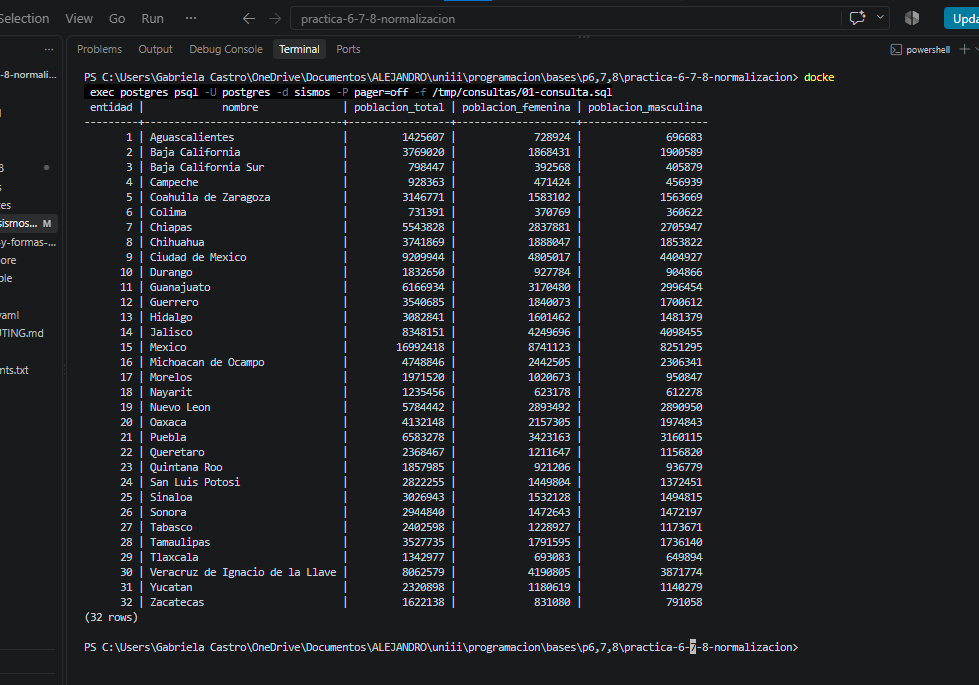 Selection View Go Run ··· practica-6-7-8-normalizacion Upda
Problems Output Debug Console Terminal Ports powershell
-8-normali...
sismos... M
-y-formas-...
ore
ble
yaml
UTING.md
nts.txt
PS C:\Users\Gabriela Castro\OneDrive\Documentos\ALEJANDRO\uniii\programacion\bases\p6,7,8\practica-6-7-8-normalizacion> docke
exec postgres psql -U postgres -d sismos -P pager=off -f /tmp/consultas/01-consulta.sql
entidad | nombre | poblacion_total | poblacion_femenina | poblacion_masculina
1 | Aguascalientes | 1425607 | 728924 | 696683
2 | Baja California | 3769020 | 1868431 | 1900589
3 | Baja California Sur | 798447 | 392568 | 405879
4 | Campeche | 928363 | 471424 | 456939
5 | Coahuila de Zaragoza | 3146771 | 1583102 | 1563669
6 | Colima | 731391 | 370769 | 360622
7 | Chiapas | 5543828 | 2837881 | 2705947
8 | Chihuahua | 3741869 | 1888047 | 1853822
9 | Ciudad de Mexico | 9209944 | 4805017 | 4404927
10 | Durango | 1832650 | 927784 | 904866
11 | Guanajuato | 6166934 | 3170480 | 2996454
12 | Guerrero | 3540685 | 1840073 | 1700612
13 | Hidalgo | 3082841 | 1601462 | 1481379
14 | Jalisco | 8348151 | 4249696 | 4098455
15 | Mexico | 16992418 | 8741123 | 8251295
16 | Michoacan de Ocampo | 4748846 | 2442505 | 2306341
17 | Morelos | 1971520 | 1020673 | 950847
18 | Nayarit | 1235456 | 623178 | 612278
19 | Nuevo Leon | 5784442 | 2893492 | 2890950
20 | Oaxaca | 4132148 | 2157305 | 1974843
21 | Puebla | 6583278 | 3423163 | 3160115
22 | Queretaro | 2368467 | 1211647 | 1156820
23 | Quintana Roo | 1857985 | 921206 | 936779
24 | San Luis Potosi | 2822255 | 1449804 | 1372451
25 | Sinaloa | 3026943 | 1532128 | 1494815
26 | Sonora | 2944840 | 1472643 | 1472197
27 | Tabasco | 2402598 | 1228927 | 1173671
28 | Tamaulipas | 3527735 | 1791595 | 1736140
29 | Tlaxcala | 1342977 | 693083 | 649894
30 | Veracruz de Ignacio de la Llave | 8062579 | 4190805 | 3871774
31 | Yucatan | 2320898 | 1180619 | 1140279
32 | Zacatecas | 1622138 | 831080 | 791058
(32 rows)
PS C:\Users\Gabriela Castro\OneDrive\Documentos\ALEJANDRO\uniii\programacion\bases\p6,7,8\practica-6-7-8-normalizacion>